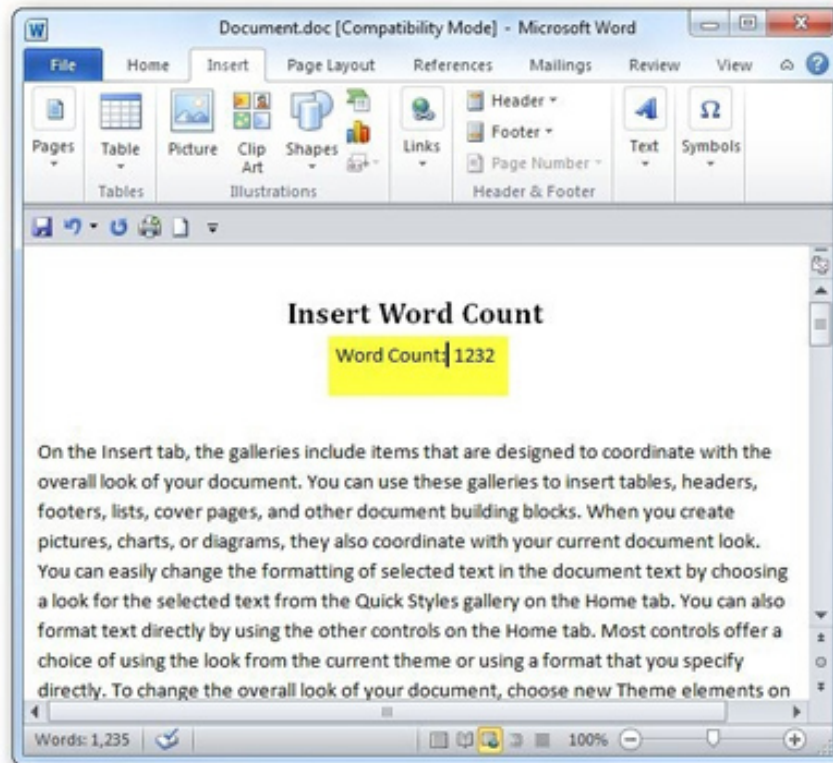 Document.doc [Compatibility Mode] - Microsoft Word
File Home Insert Page Layout References Mailings Review View
Pages
Table
Picture
Clip Art
Shapes
Links
Header
Footer
Page Number
Text
Symbols
Tables
Illustrations
Header & Footer
Insert Word Count
Word Count: 1232
On the Insert tab, the galleries include items that are designed to coordinate with the
overall look of your document. You can use these galleries to insert tables, headers,
footers, lists, cover pages, and other document building blocks. When you create
pictures, charts, or diagrams, they also coordinate with your current document look.
You can easily change the formatting of selected text in the document text by choosing
a look for the selected text from the Quick Styles gallery on the Home tab. You can also
format text directly by using the other controls on the Home tab. Most controls offer a
choice of using the look from the current theme or using a format that you specify
directly. To change the overall look of your document, choose new Theme elements on
Words: 1,235 100%